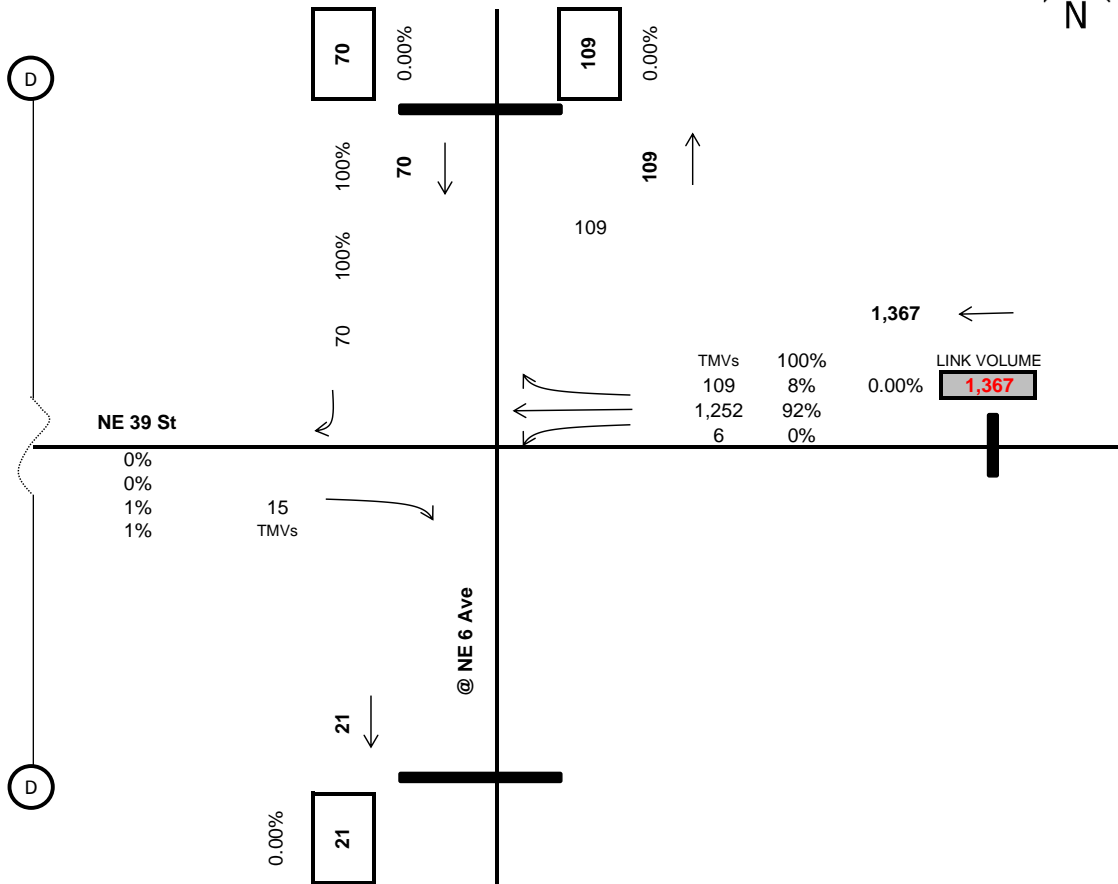 N
D
70
0.00%
109
0.00%
100%
70
109
109
100%
1,367
70
TMVs 100% LINK VOLUME
109 8% 0.00% 1,367
1,252 92%
6 0%
NE 39 St
0%
0%
1% 15
1% TMVs
@ NE 6 Ave
21
D
0.00%
21